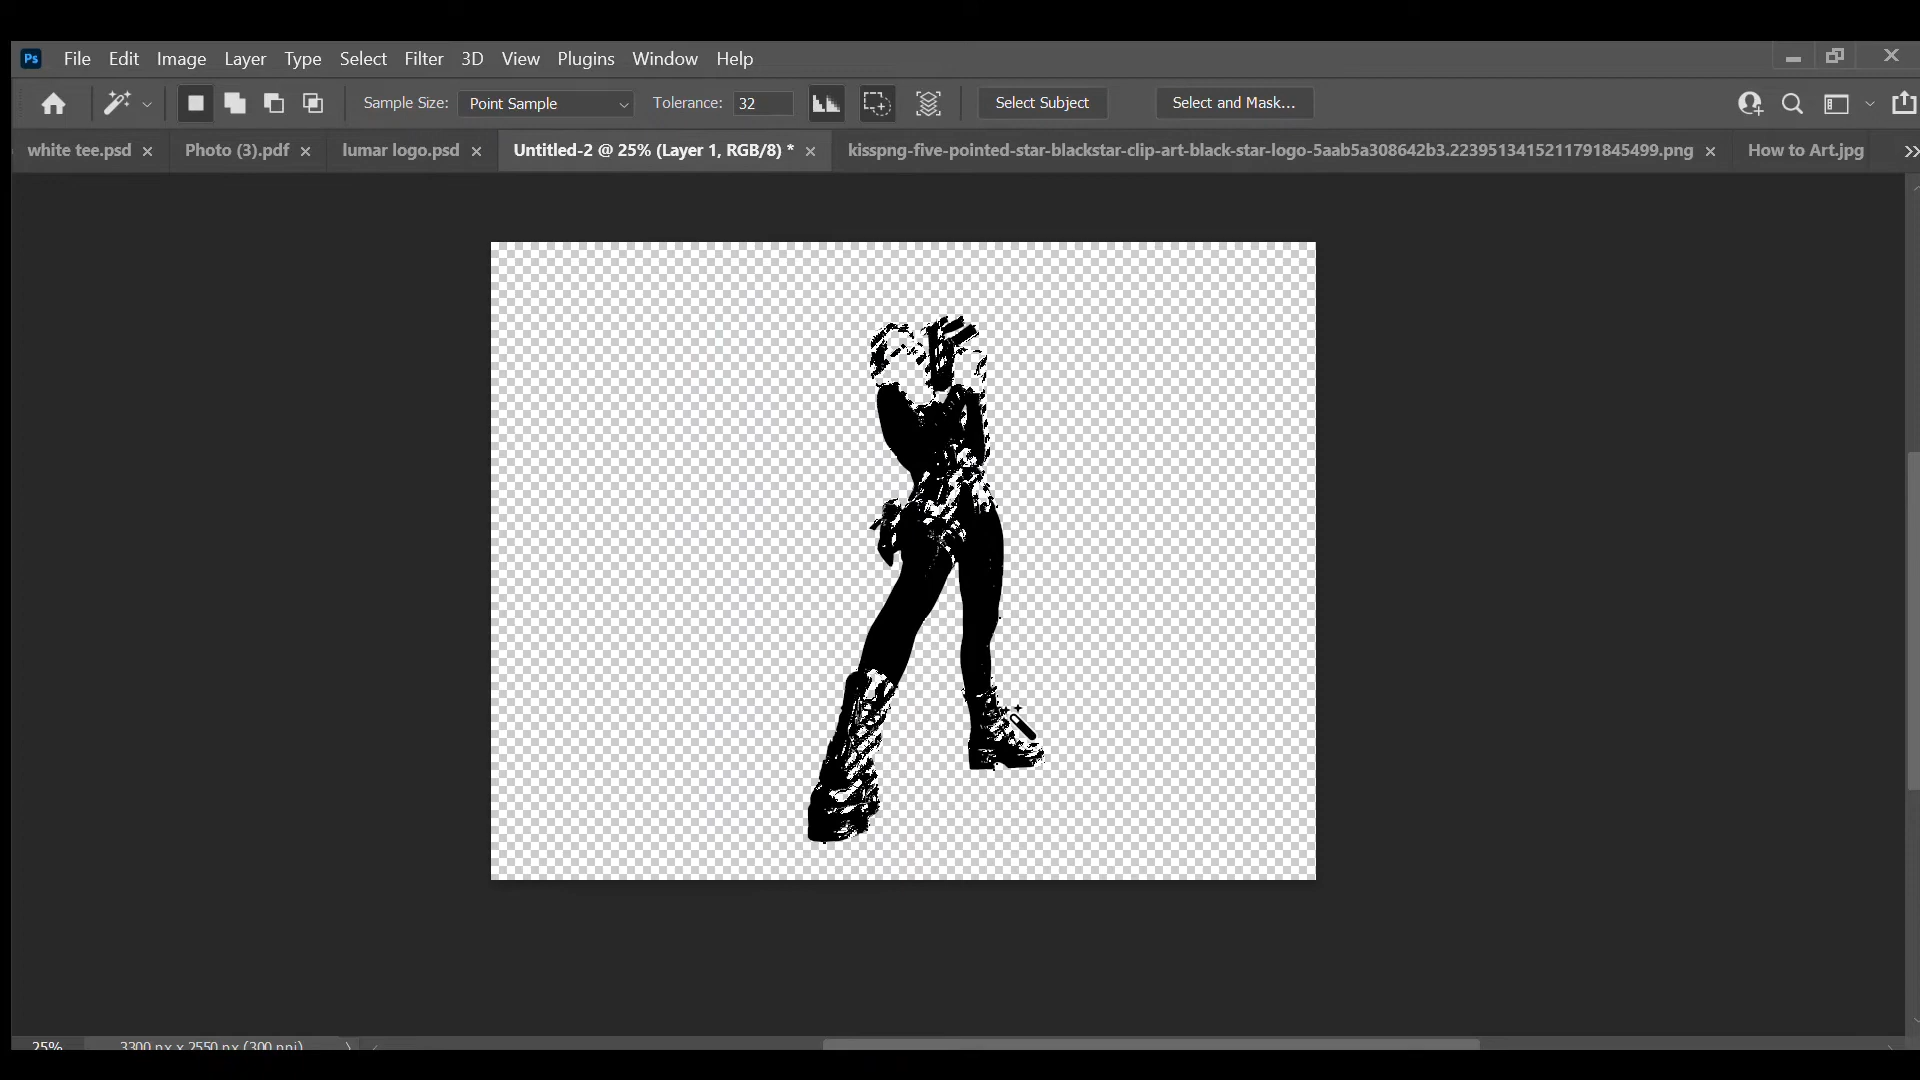 Ps File Edit Image Layer Type Select Filter 3D View Plugins Window Help
Sample Size: Point Sample Tolerance: 32 Select Subject Select and Mask...
white tee.psd × Photo (3).pdf × lumar logo.psd × Untitled-2 @ 25% (Layer 1, RGB/8) * × kisspng-five-pointed-star-blackstar-clip-art-black-star-logo-5aab5a308642b3.2239513415211791845499.png × How to Art.jpg
25% 3300 px x 2550 px (300 ppi)